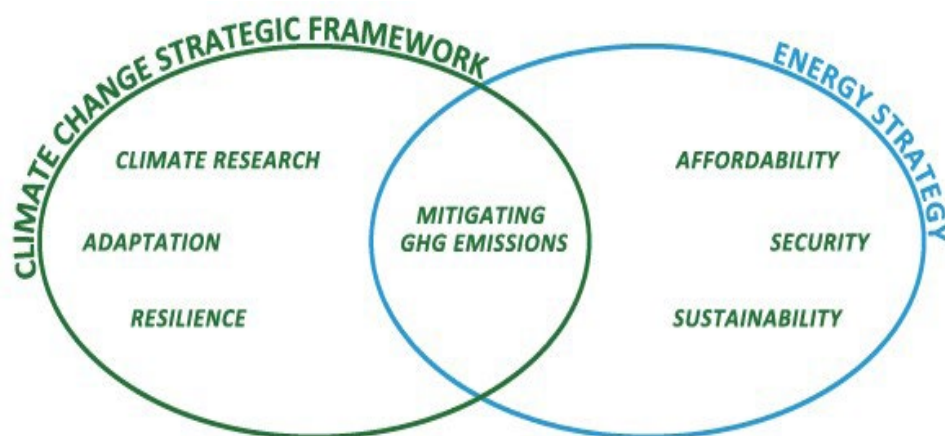 CLIMATE CHANGE STRATEGIC FRAMEWORK
ENERGY STRATEGY
CLIMATE RESEARCH
ADAPTATION
RESILIENCE
MITIGATING
GHG EMISSIONS
AFFORDABILITY
SECURITY
SUSTAINABILITY